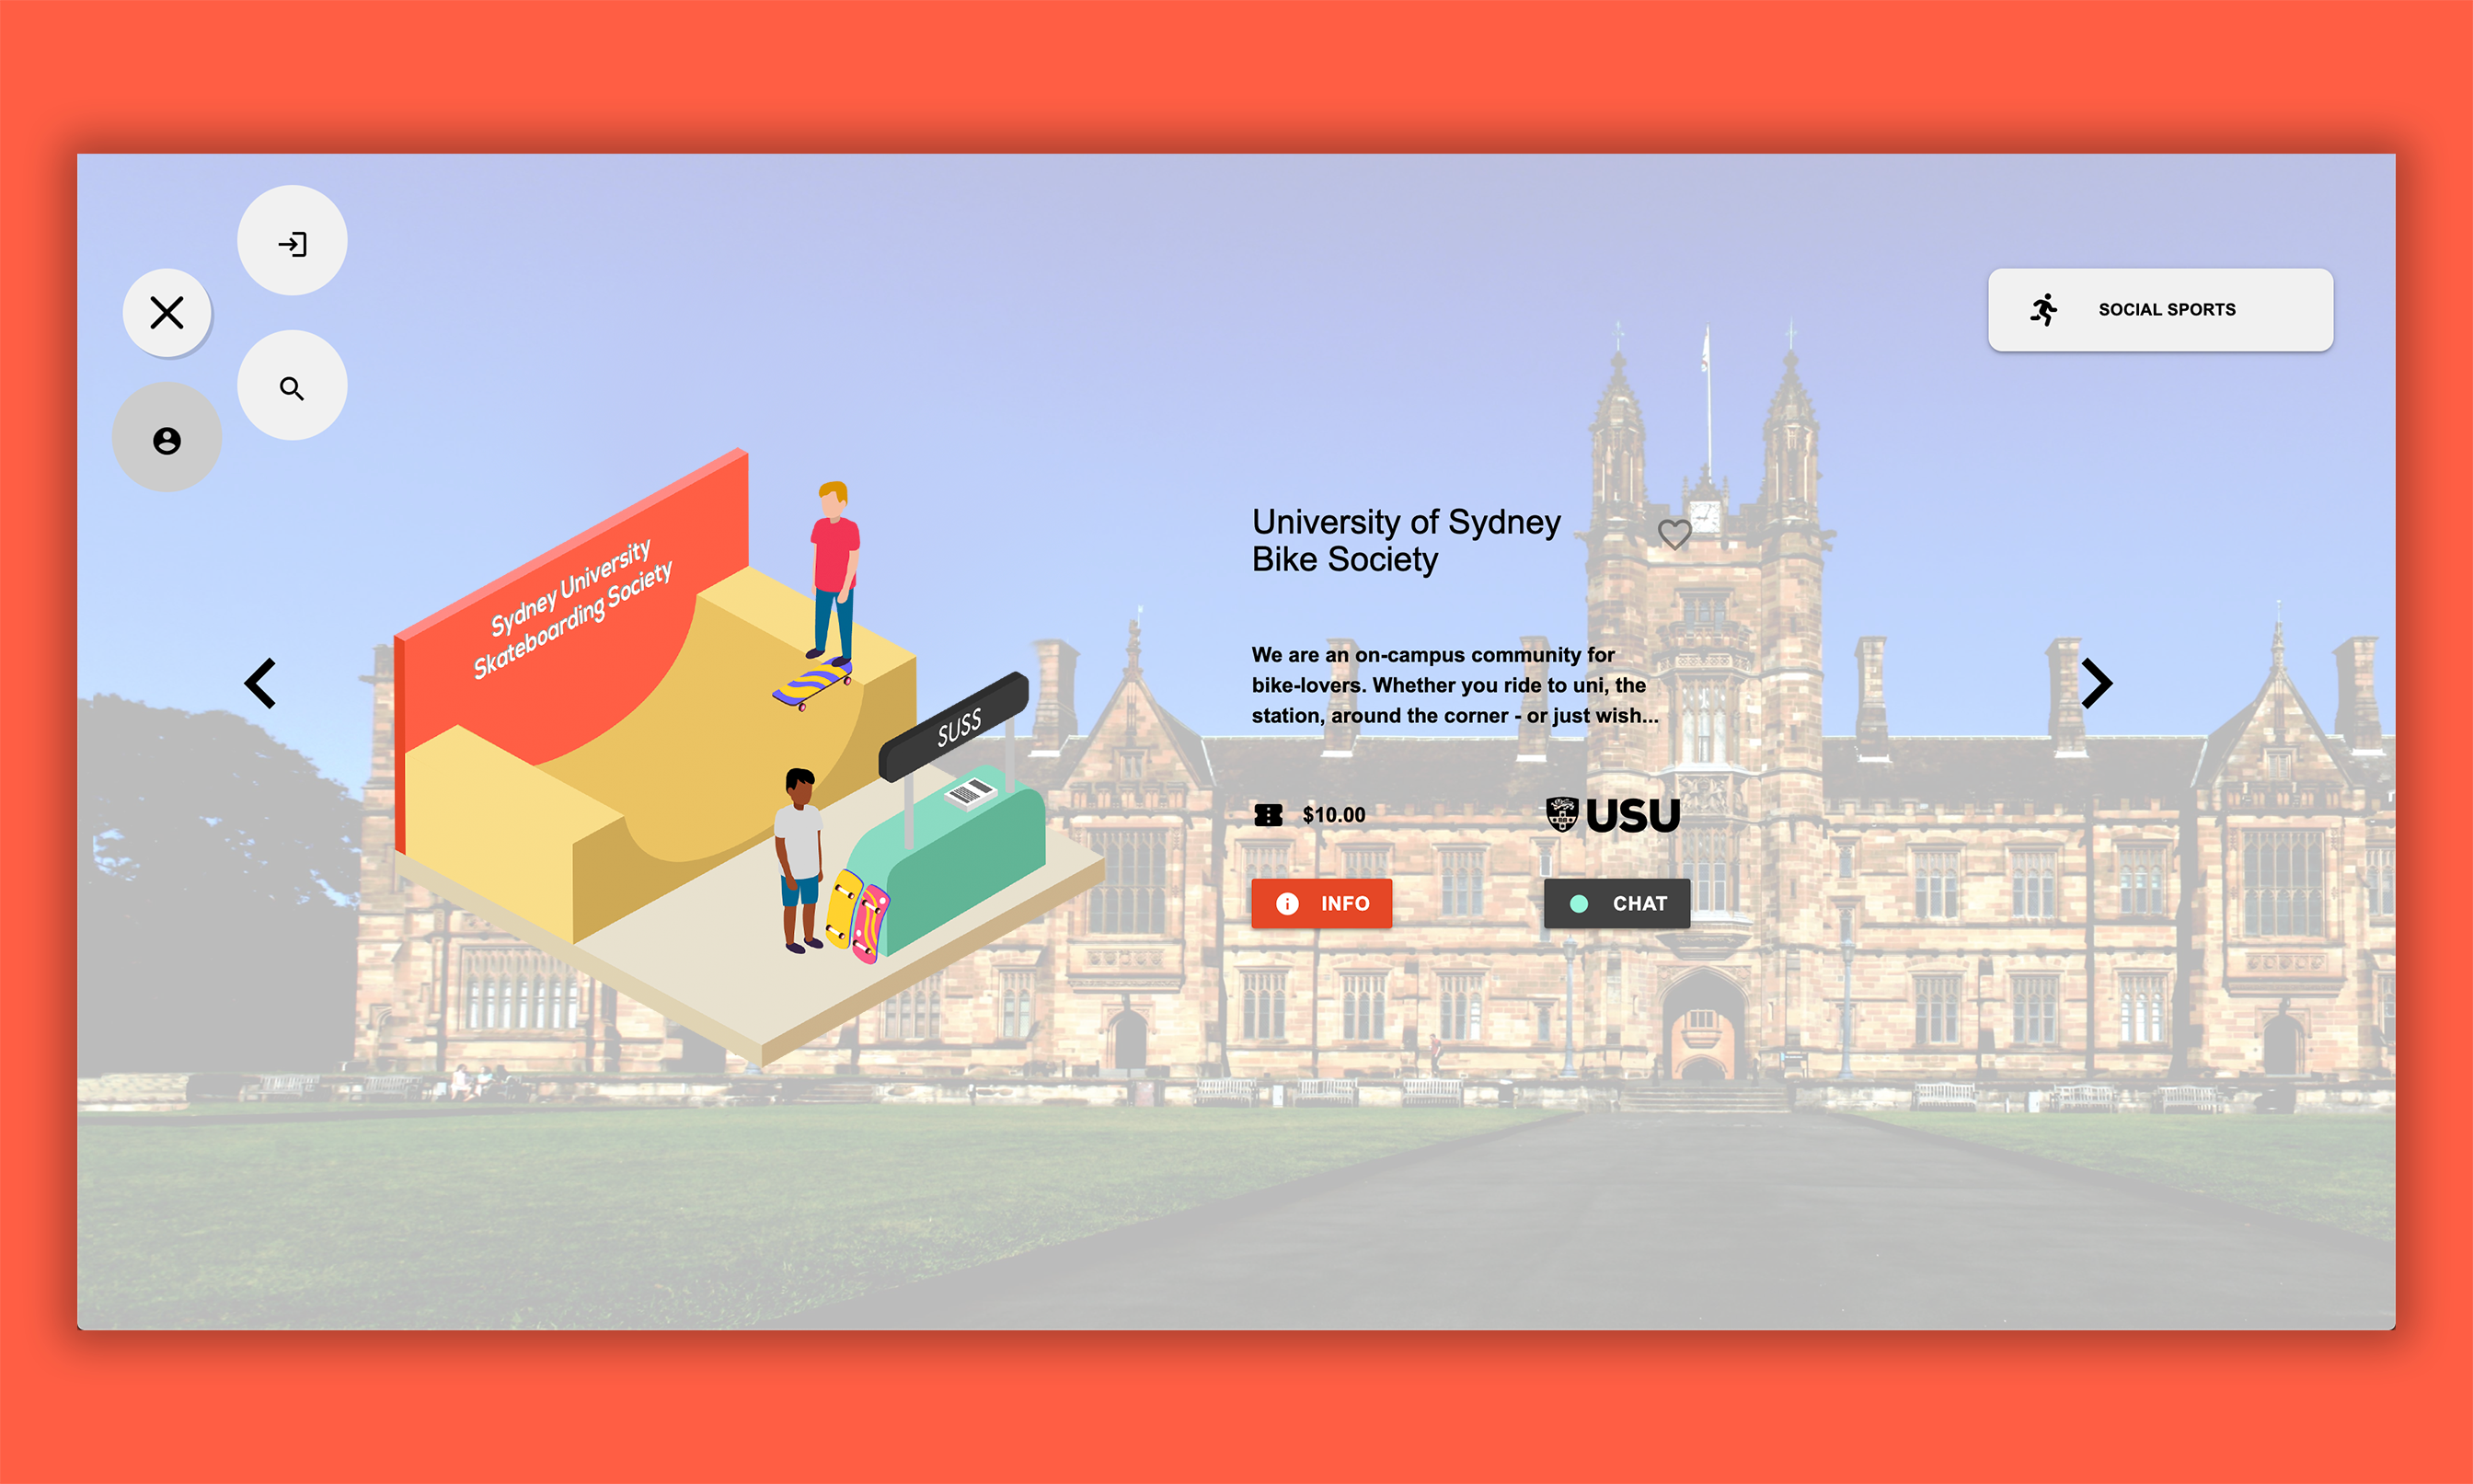 SOCIAL SPORTS
Sydney University
Skateboarding Society
SUSS
University of Sydney
Bike Society
We are an on-campus community for
bike-lovers. Whether you ride to uni, the
station, around the corner - or just wish...
$10.00
USU
INFO
CHAT